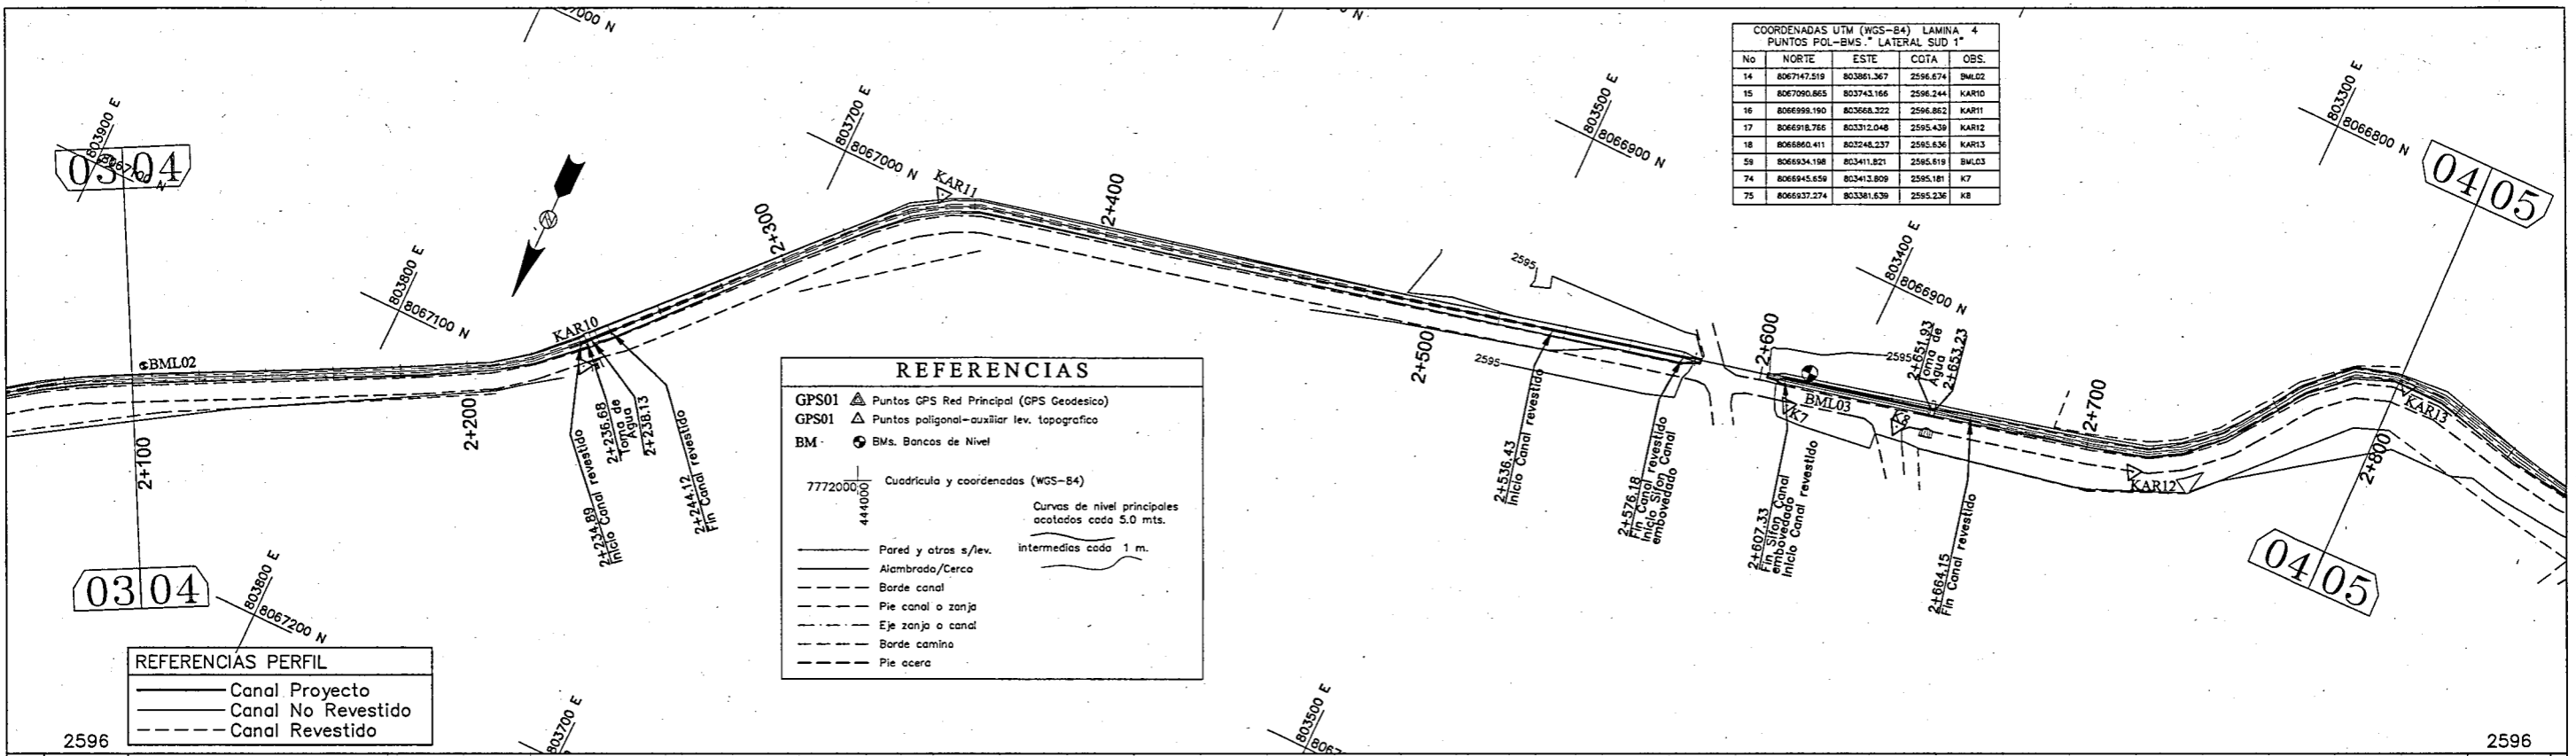 COORDENADAS UTM (WGS-84) LAMINA 4
PUNTOS POL-BMS." LATERAL SUD 1"
No NORTE ESTE COTA OBS.
14 8067147.519 803861.367 2596.674 BML02
15 8067090.865 803743.166 2596.244 KAR10
16 8066999.190 803668.322 2596.862 KAR11
17 8066918.766 803312.048 2595.439 KAR12
18 8066860.411 803248.237 2595.636 KAR13
59 8066934.198 803411.821 2595.619 BML03
74 8066945.659 803413.809 2595.181 K7
75 8066937.274 803381.639 2595.236 K8
803900 E
03 04
803700 E
8067000 N
803500 E
8066900 N
803300 E
8066800 N
04 05
KAR11
2+300
2+400
803800 E
8067100 N
KAR10
BML02
2+100
2+200
2+234.89
Inicio Canal revestido
2+236.68
Toma de
Agua
2+238.13
2+244.12
Fin Canal revestido
2595
2595
2+500
2+536.43
Inicio Canal revestido
2+576.18
Fin Canal revestido
Inicio Sifon Canal
embovedado
2+600
803400 E
8066900 N
2595
2+651.93
Toma de
Agua
2+653.23
BML03
K7
K8
2+607.33
Fin Sifon Canal
embovedado
Inicio Canal revestido
2+664.15
Fin Canal revestido
2+700
KAR12
KAR13
2+800
04 05
03 04
803800 E
8067200 N
REFERENCIAS
GPS01 Puntos GPS Red Principal (GPS Geodesico)
GPS01 Puntos poligonal-auxiliar lev. topografico
BM BMs. Bancos de Nivel
7772000
444000
Cuadricula y coordenadas (WGS-84)
Curvas de nivel principales
acotados cada 5.0 mts.
intermedias cada 1 m.
Pared y otros s/lev.
Alambrado/Cerco
Borde canal
Pie canal o zanja
Eje zanja o canal
Borde camino
Pie acera
REFERENCIAS PERFIL
Canal Proyecto
Canal No Revestido
Canal Revestido
803700 E
803500 E
2596
2596